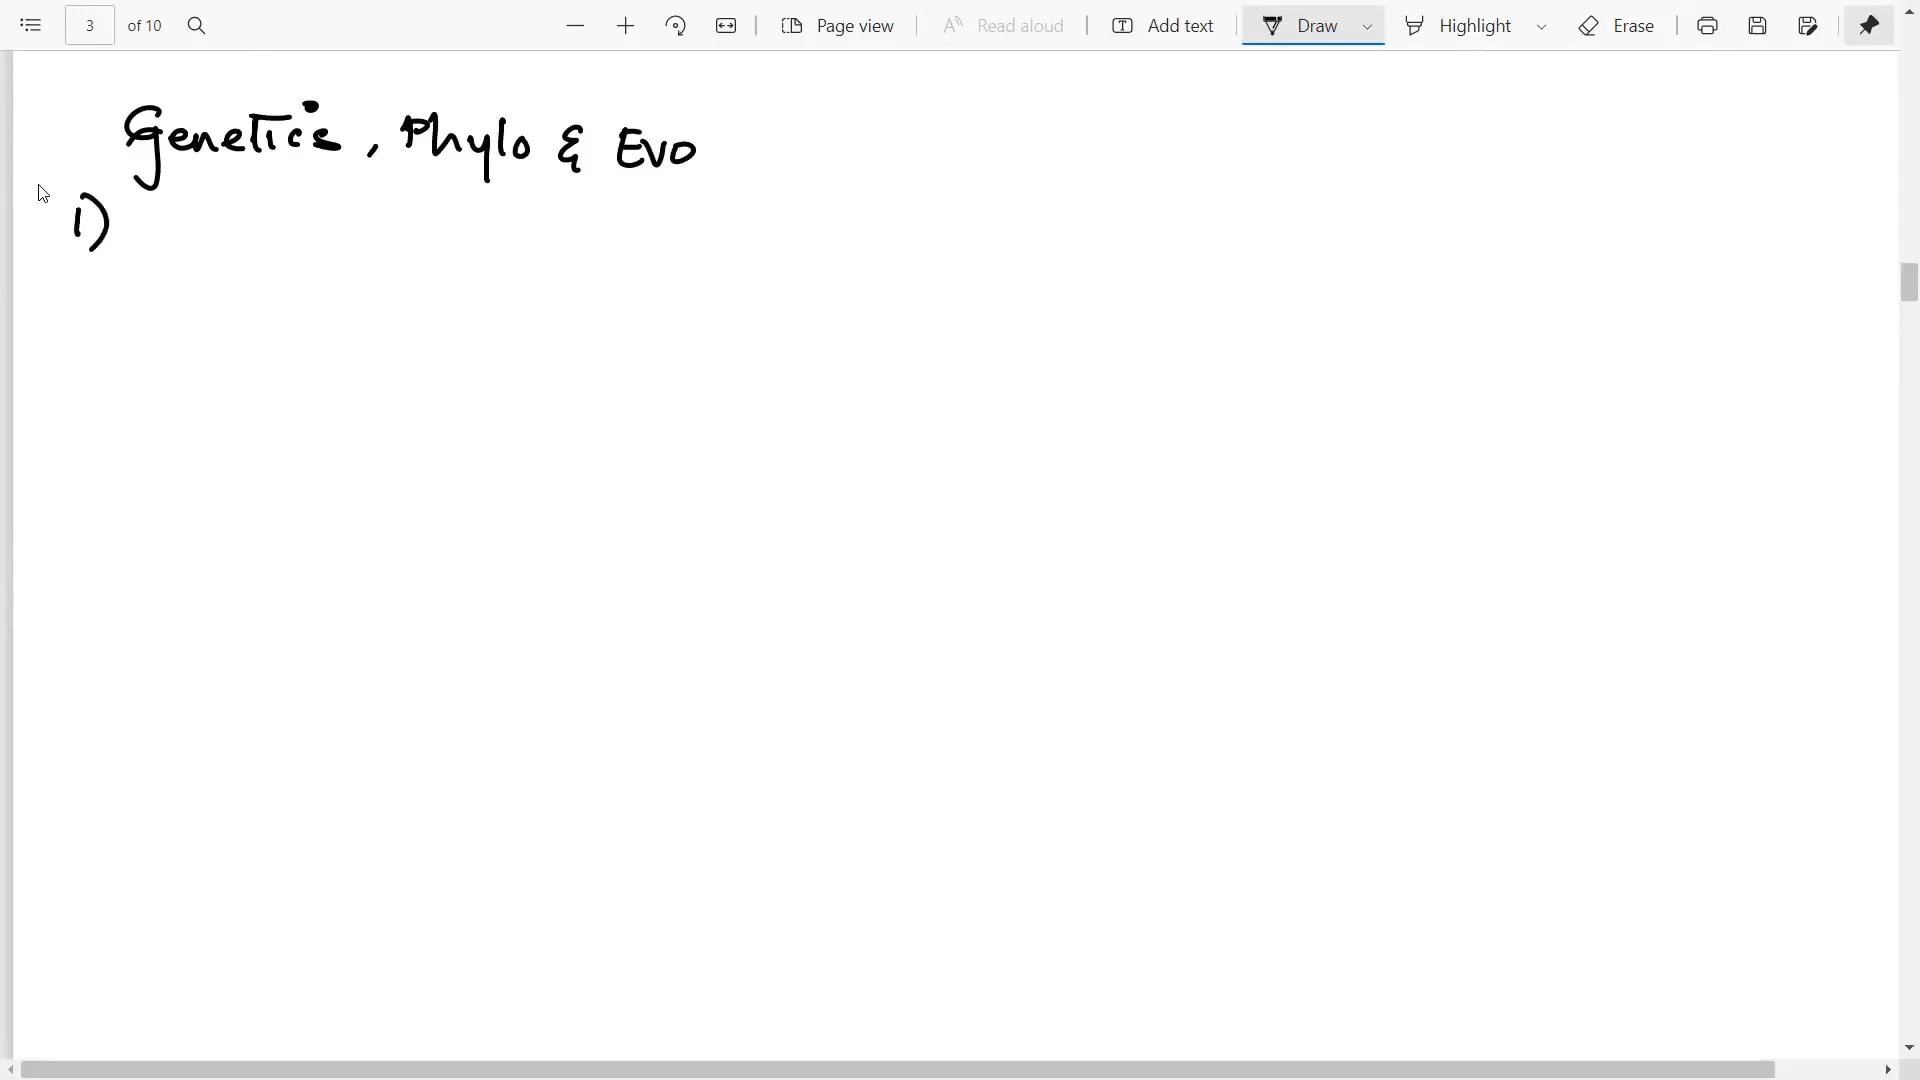 3 of 10 Page view Read aloud Add text Draw Highlight Erase
Genetics, Phylo & Evo
1)